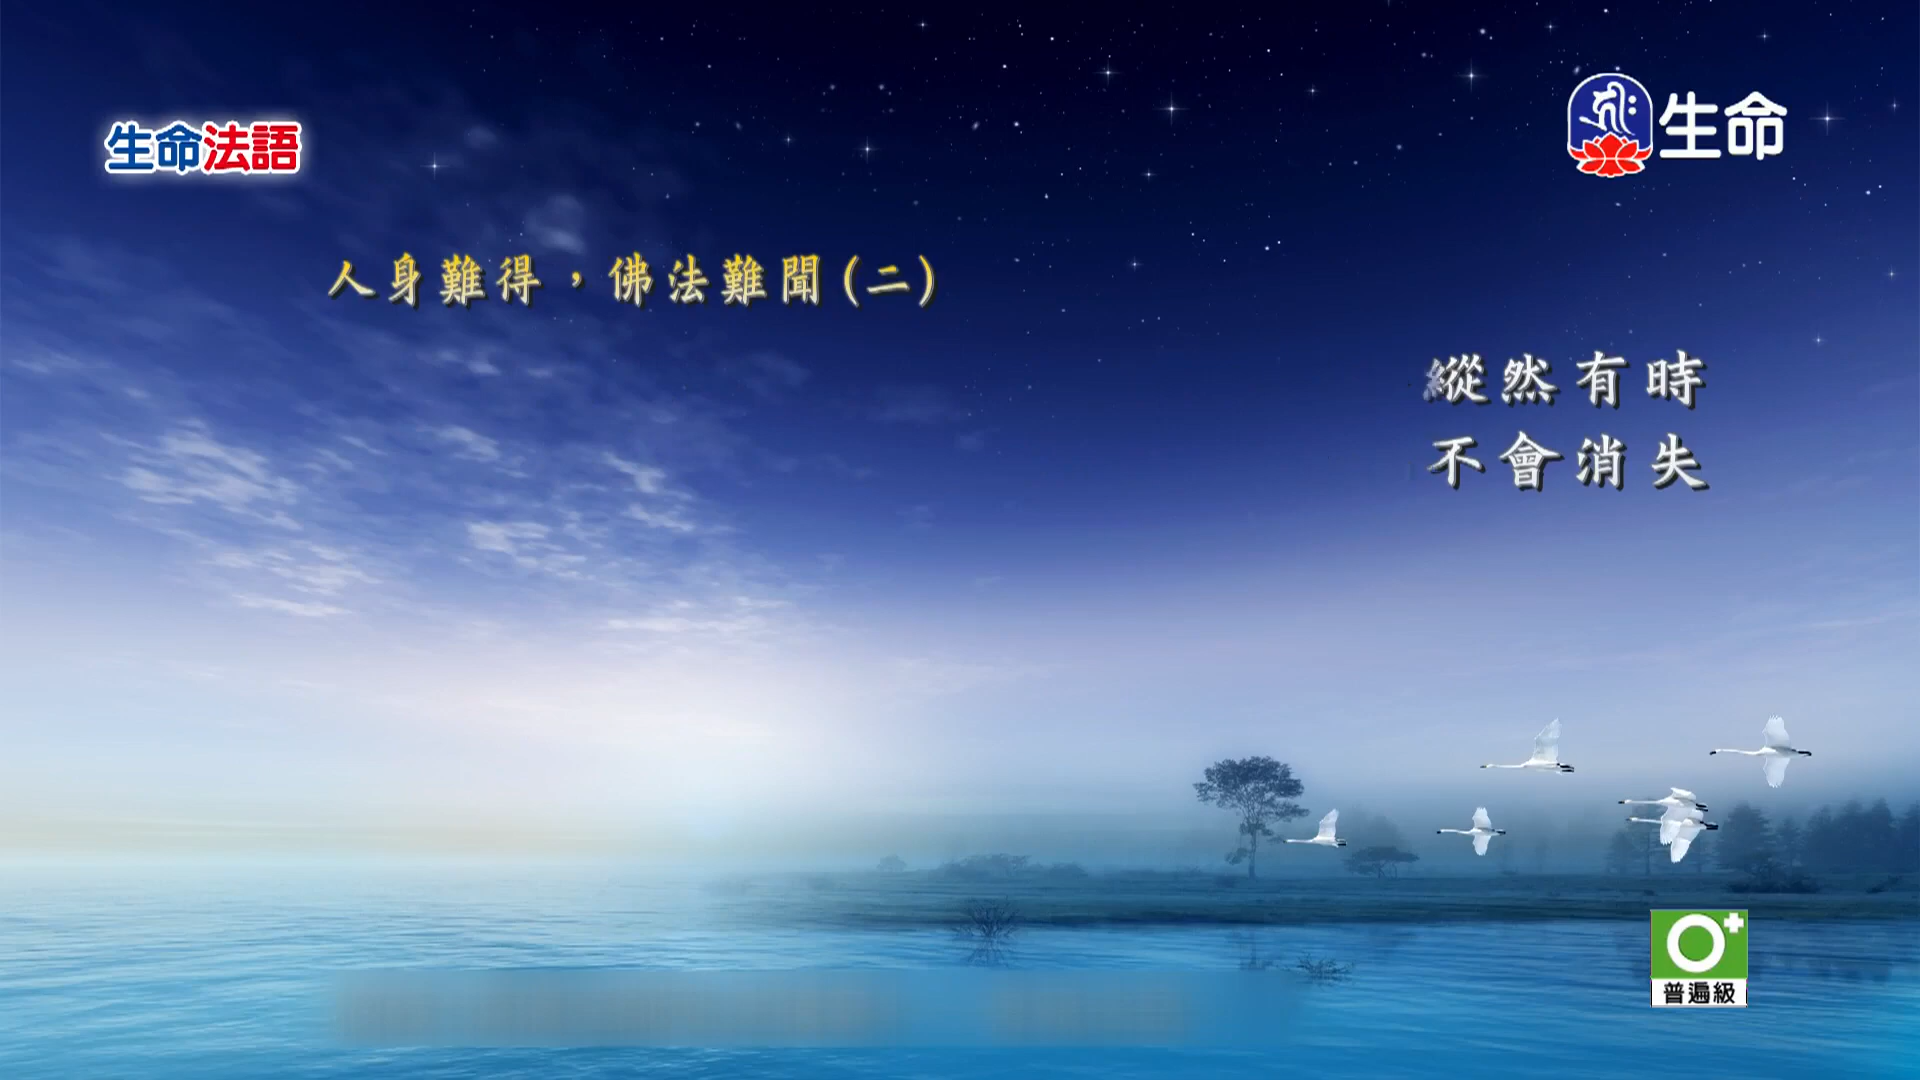 生命法語
生命
人身難得，佛法難聞(二)
縱然有時
不會消失
普遍級